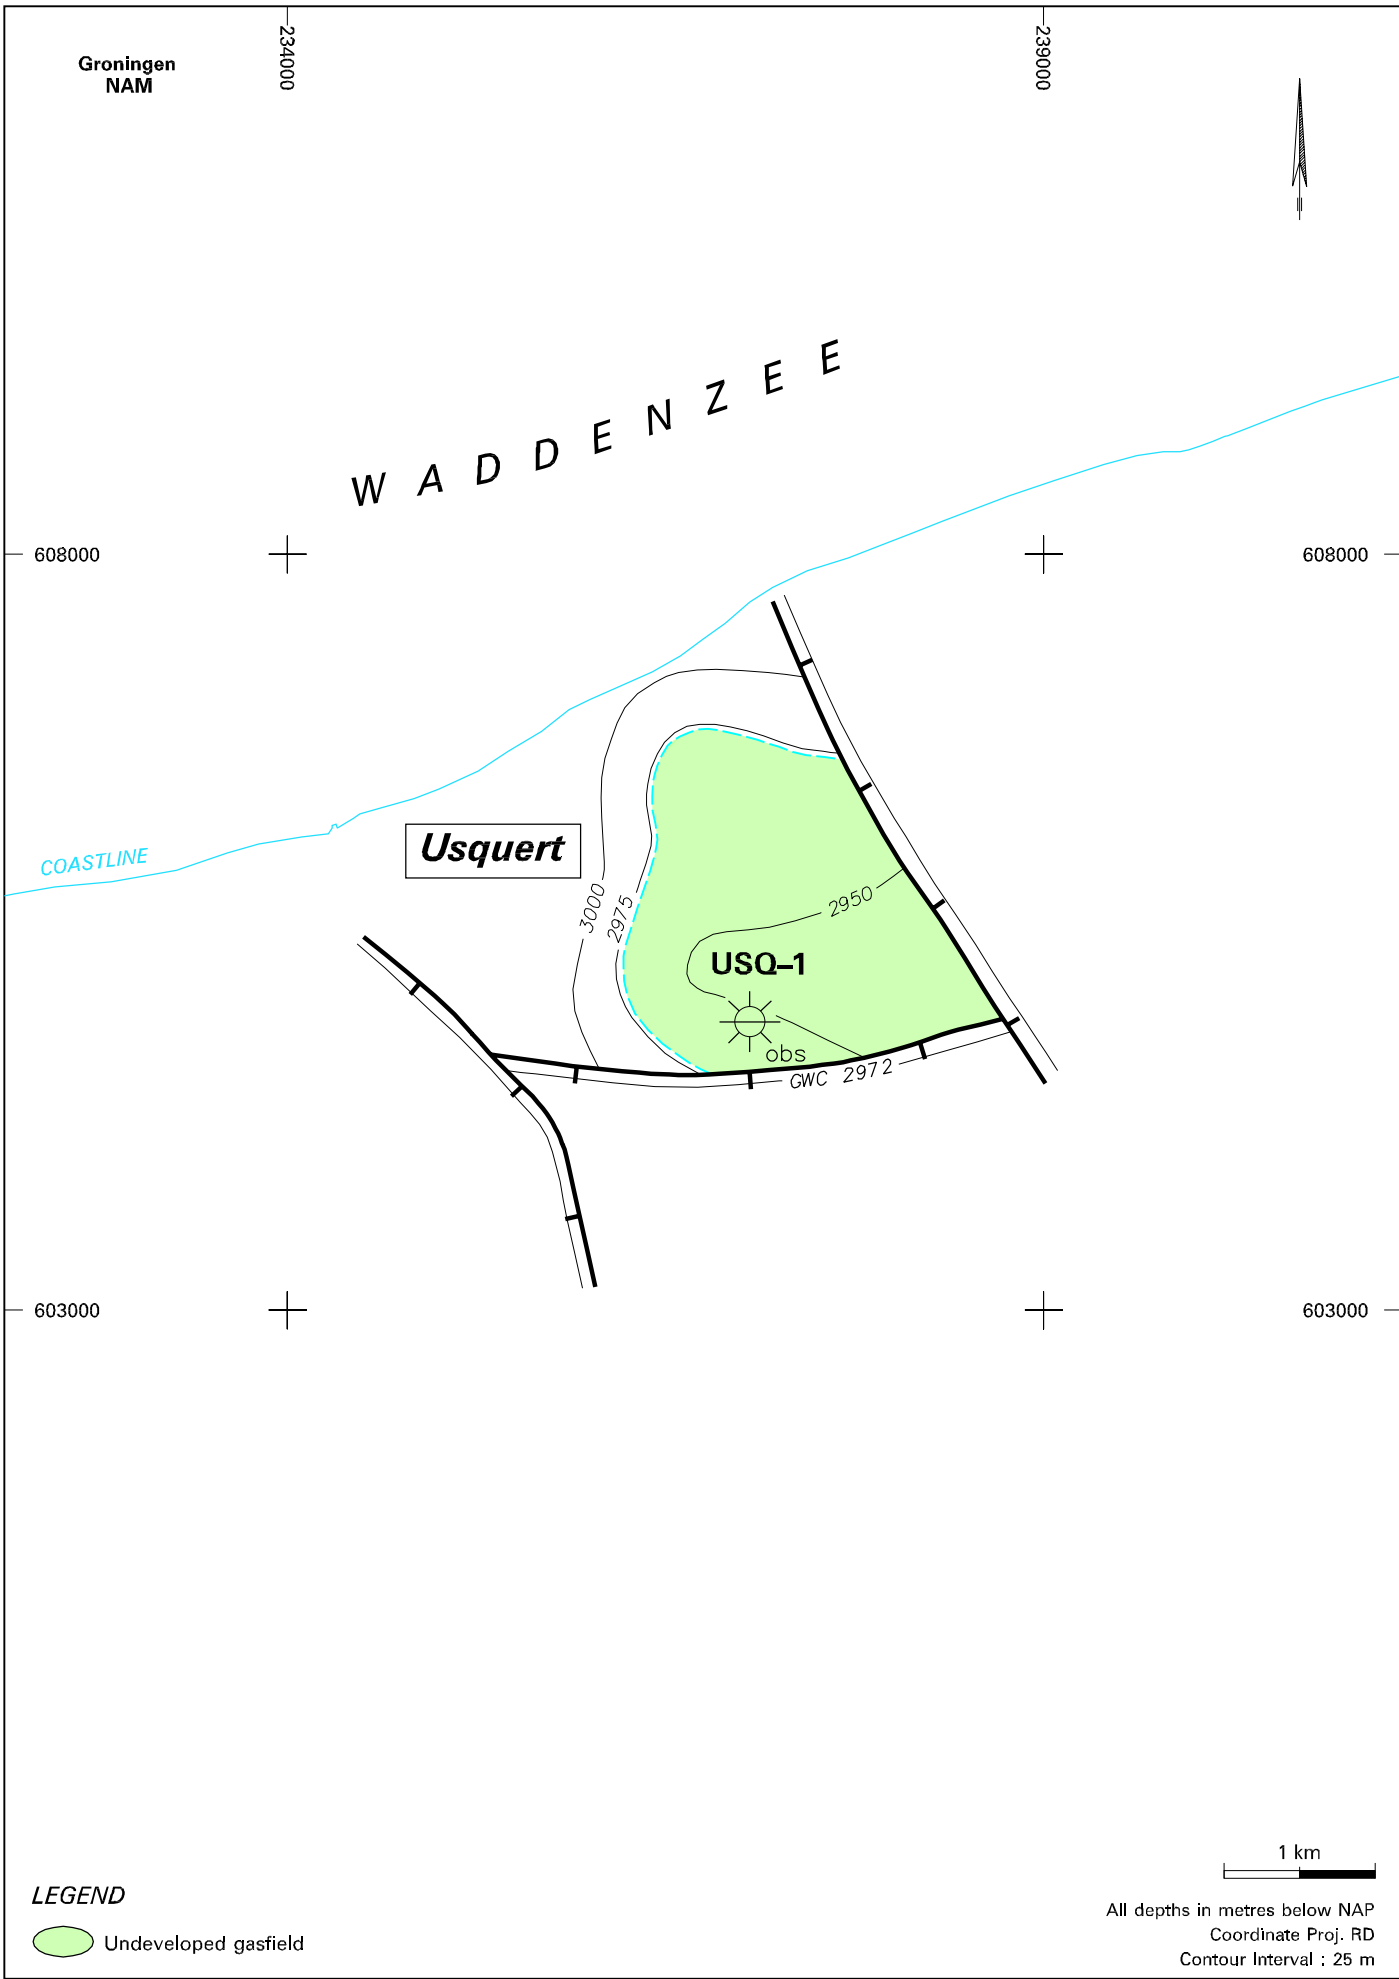 234000
239000
Groningen
NAM
WADDENZEE
608000
608000
COASTLINE
Usquert
3000
2975
2950
USQ–1
obs
GWC 2972
603000
603000
1 km
LEGEND
Undeveloped gasfield
All depths in metres below NAP
Coordinate Proj. RD
Contour Interval : 25 m